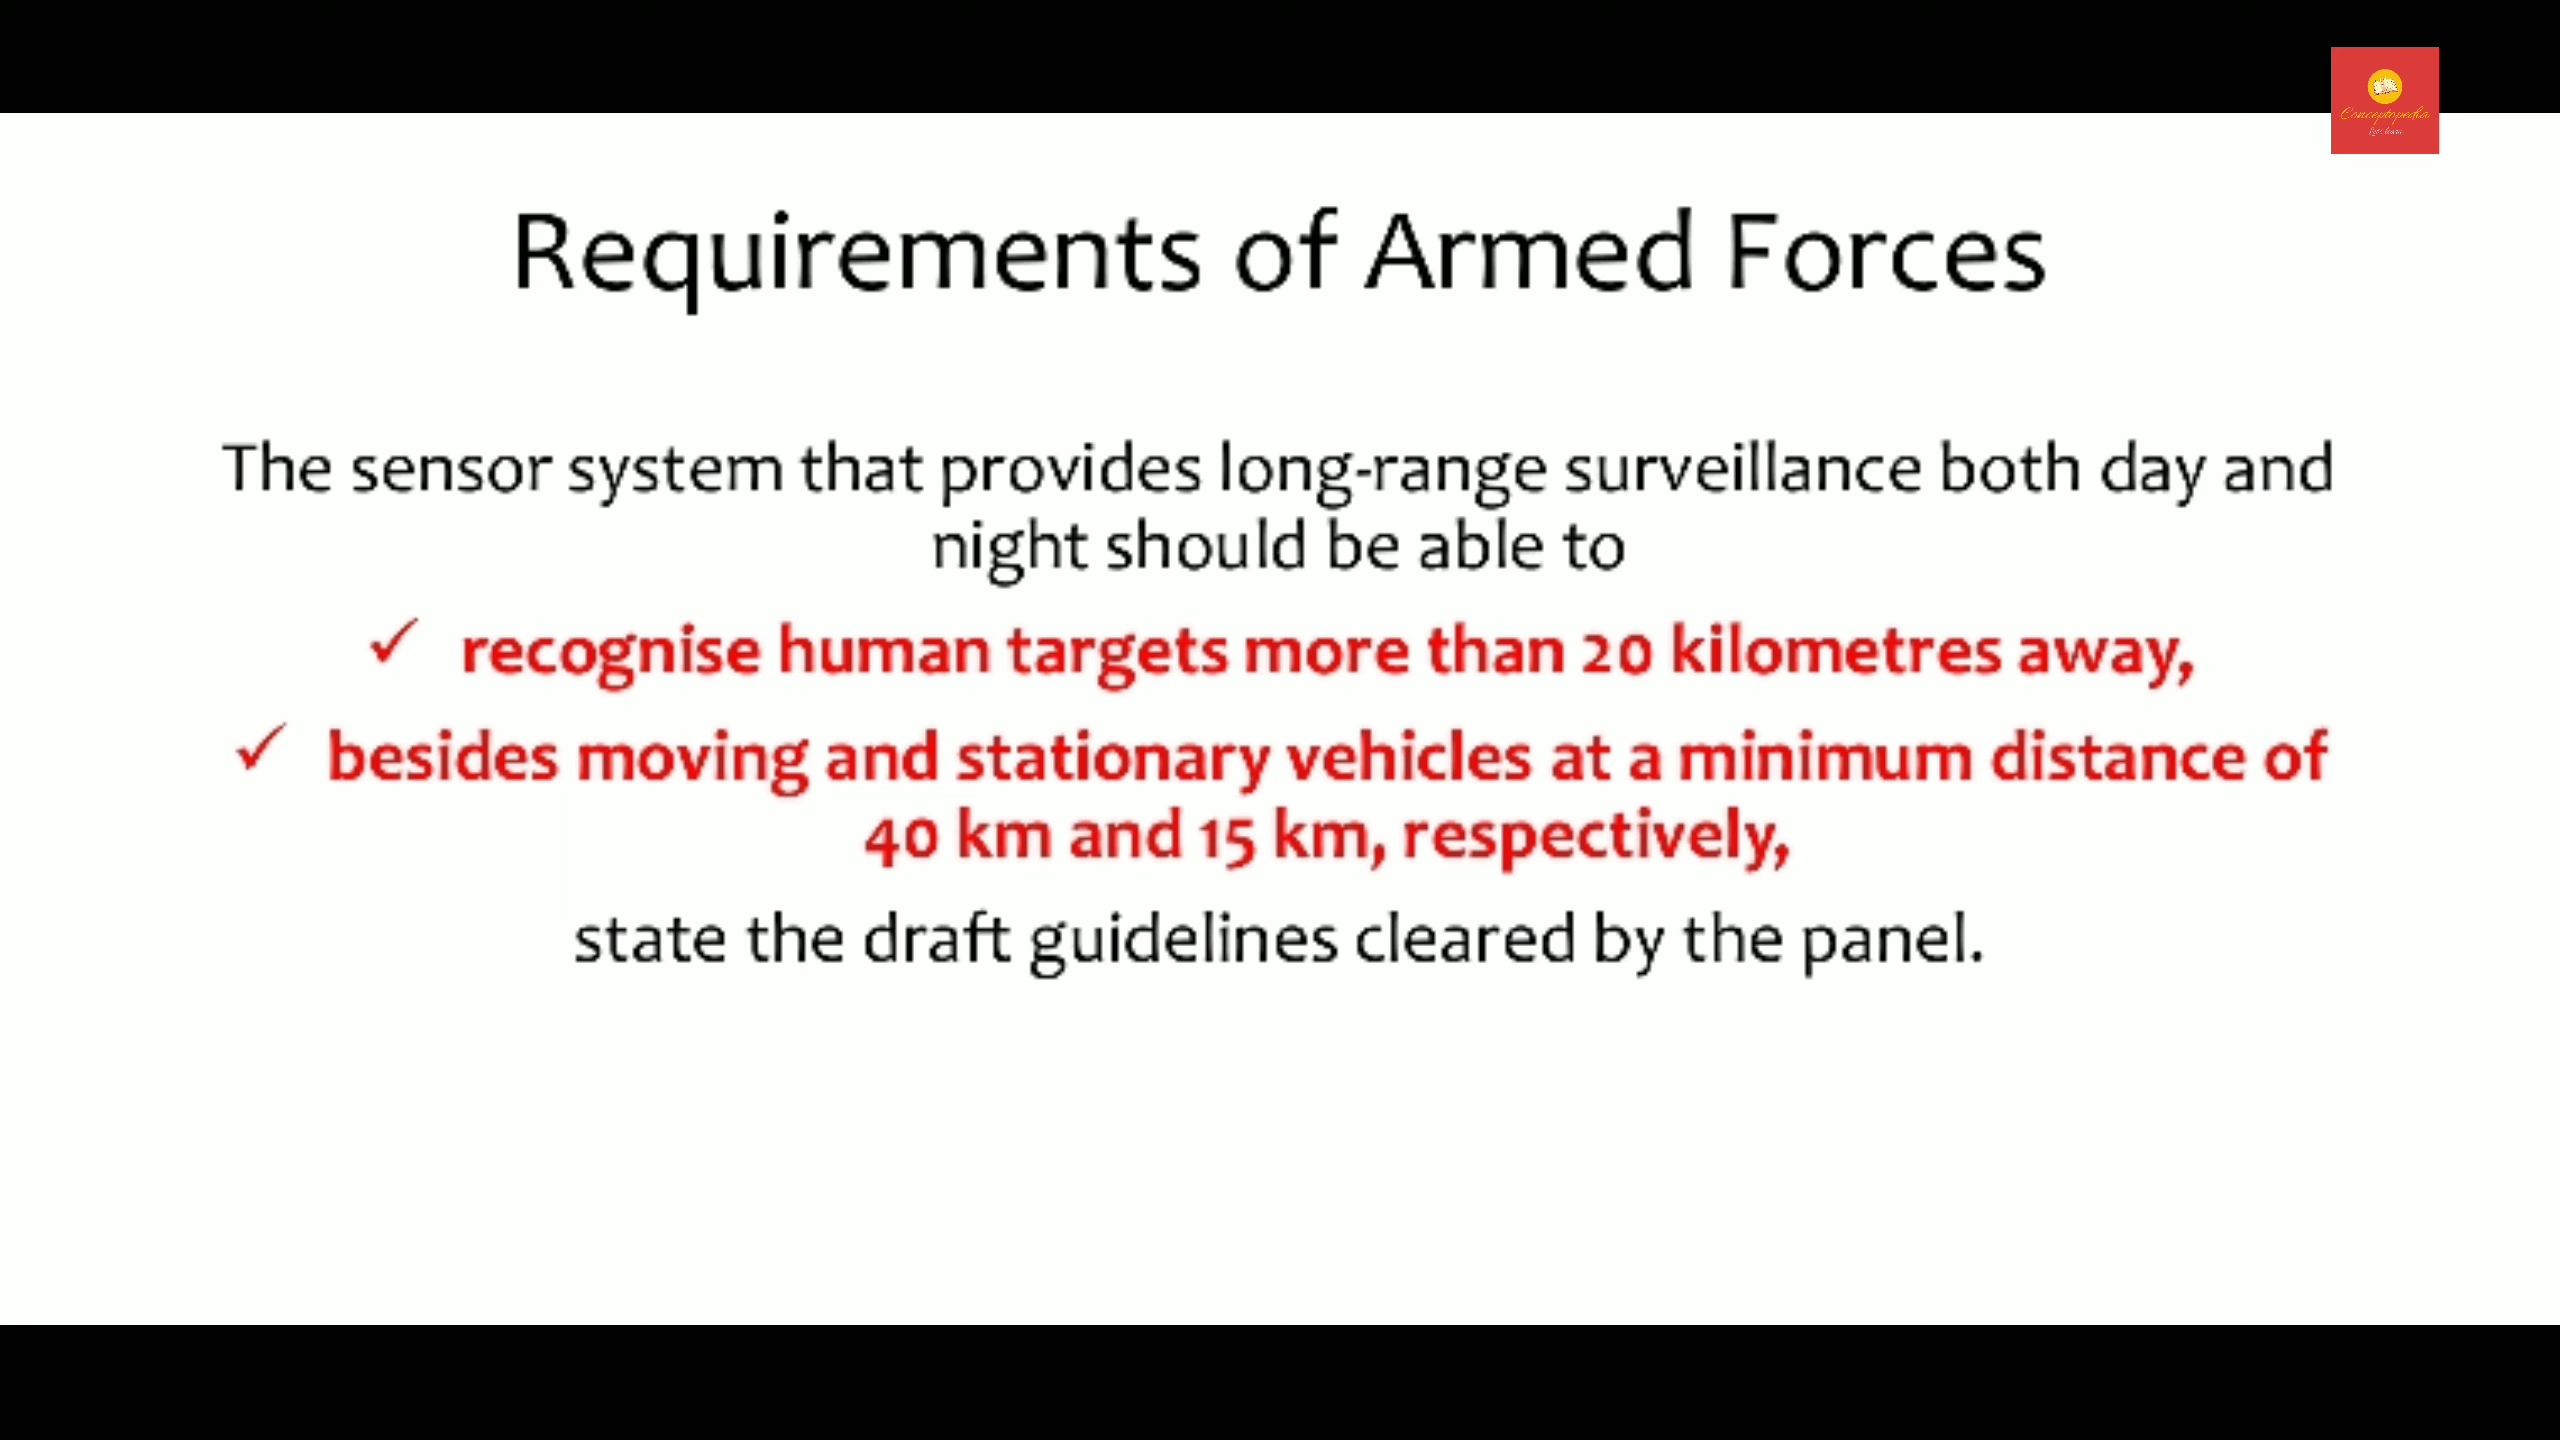 Conceptopedia
Requirements of Armed Forces
The sensor system that provides long-range surveillance both day and
night should be able to
✓ recognise human targets more than 20 kilometres away,
✓ besides moving and stationary vehicles at a minimum distance of
40 km and 15 km, respectively,
state the draft guidelines cleared by the panel.